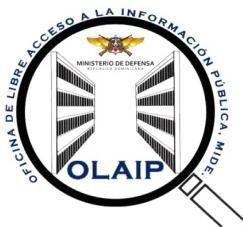 OFICINA DE LIBRE ACCESO A LA INFORMACIÓN PÚBLICA, MIDE.
MINISTERIO DE DEFENSA
REPÚBLICA DOMINICANA
OLAIP